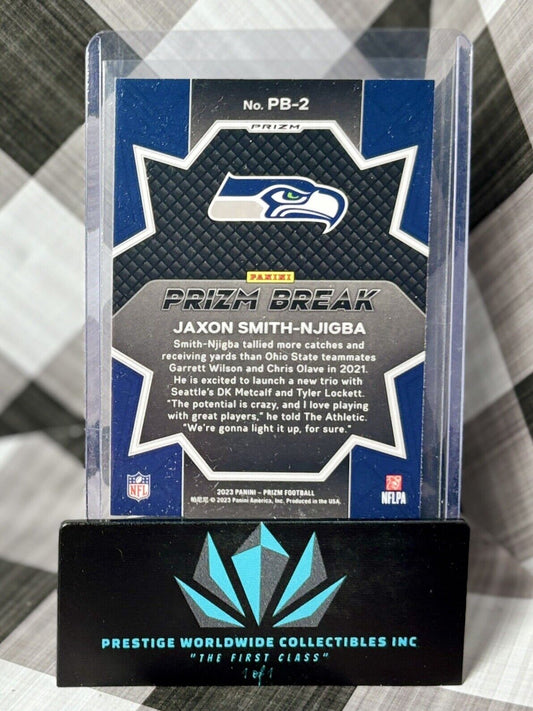 No. PB-2
PRIZM
PANINI
PRIZM BREAK
JAXON SMITH-NJIGBA
Smith-Njigba tallied more catches and
receiving yards than Ohio State teammates
Garrett Wilson and Chris Olave in 2021.
He is excited to launch a new trio with
Seattle's DK Metcalf and Tyler Lockett.
"The potential is crazy, and I love playing
with great players," he told The Athletic.
"We're gonna light it up, for sure."
NFL
2023 PANINI - PRIZM FOOTBALL
© 2023 Panini America, Inc. Produced in the USA.
NFLPA
PRESTIGE WORLDWIDE COLLECTIBLES INC
"THE FIRST CLASS"
1 of 1